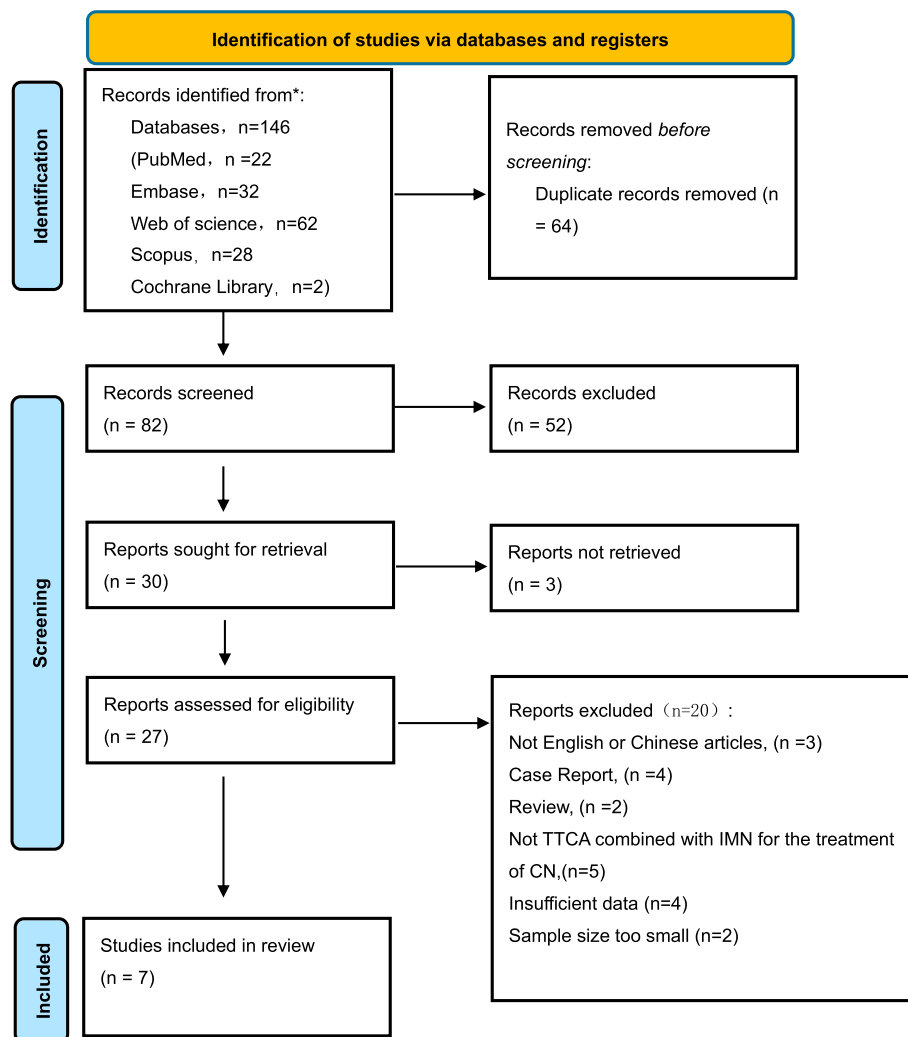 Identification of studies via databases and registers
Identification
Records identified from*:
Databases，n=146
(PubMed，n =22
Embase，n=32
Web of science，n=62
Scopus，n=28
Cochrane Library，n=2)
Records removed before
screening:
Duplicate records removed (n
= 64)
Screening
Records screened
(n = 82)
Records excluded
(n = 52)
Reports sought for retrieval
(n = 30)
Reports not retrieved
(n = 3)
Reports assessed for eligibility
(n = 27)
Reports excluded（n=20）:
Not English or Chinese articles, (n =3)
Case Report, (n =4)
Review, (n =2)
Not TTCA combined with IMN for the treatment
of CN,(n=5)
Insufficient data (n=4)
Sample size too small (n=2)
Included
Studies included in review
(n = 7)